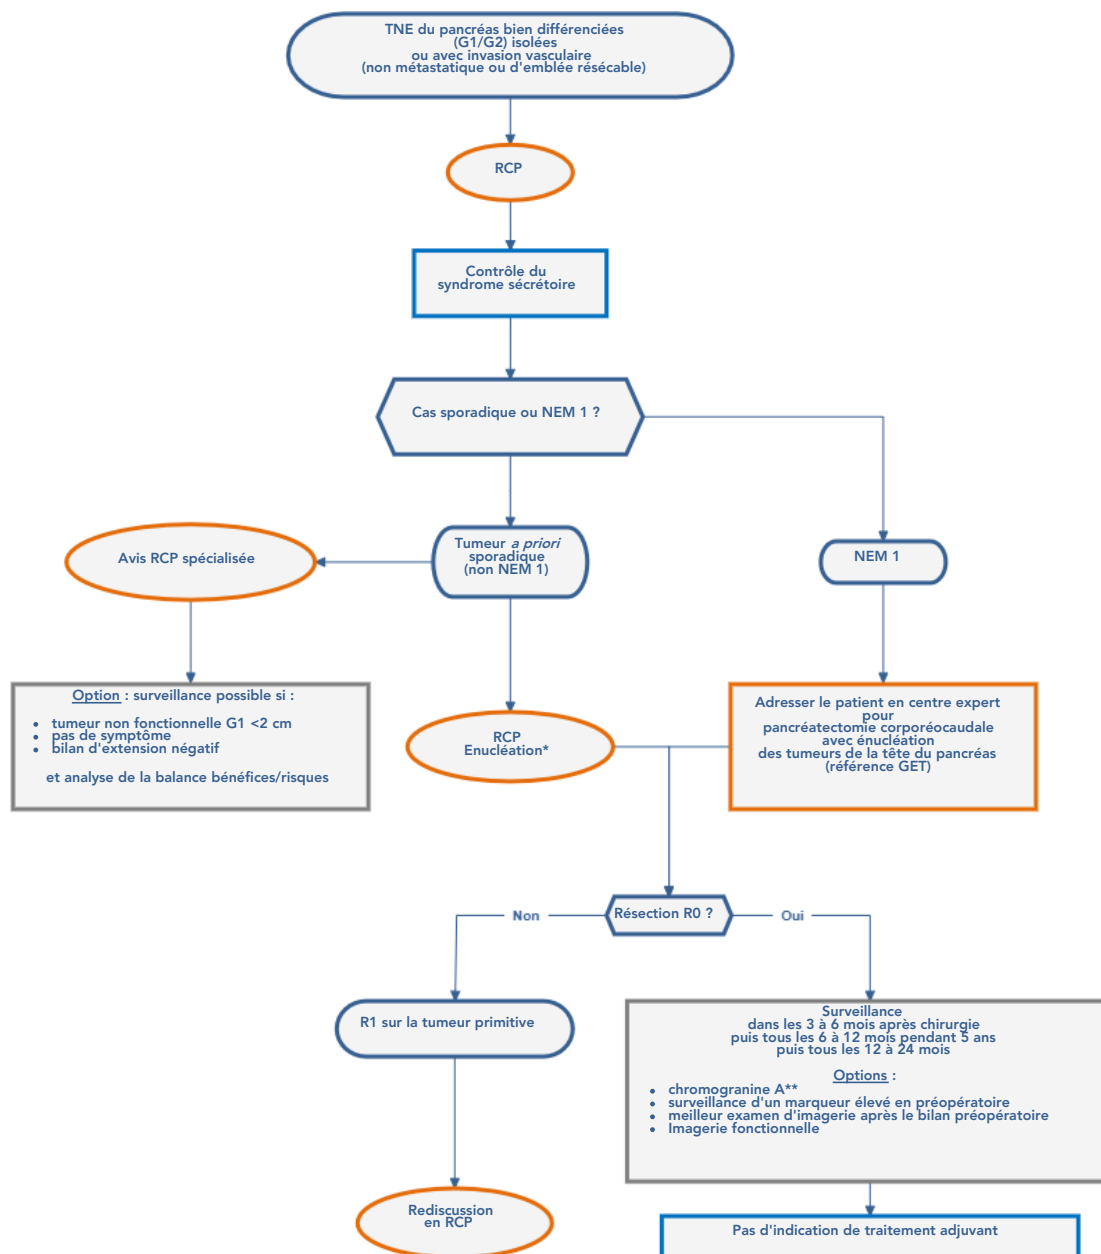 TNE du pancréas bien différenciées
(G1/G2) isolées
ou avec invasion vasculaire
(non métastatique ou d'emblée résécable)
RCP
Contrôle du
syndrome sécrétoire
Cas sporadique ou NEM 1 ?
Avis RCP spécialisée
Tumeur a priori
sporadique
(non NEM 1)
NEM 1
Option : surveillance possible si :
• tumeur non fonctionnelle G1 <2 cm
• pas de symptôme
• bilan d'extension négatif
et analyse de la balance bénéfices/risques
RCP
Enucléation*
Adresser le patient en centre expert
pour
pancréatectomie corporéocaudale
avec énucléation
des tumeurs de la tête du pancréas
(référence GET)
Non
Résection R0 ?
Oui
R1 sur la tumeur primitive
Surveillance
dans les 3 à 6 mois après chirurgie
puis tous les 6 à 12 mois pendant 5 ans
puis tous les 12 à 24 mois
Options :
• chromogranine A**
• surveillance d'un marqueur élevé en préopératoire
• meilleur examen d'imagerie après le bilan préopératoire
• Imagerie fonctionnelle
Rediscussion
en RCP
Pas d'indication de traitement adjuvant